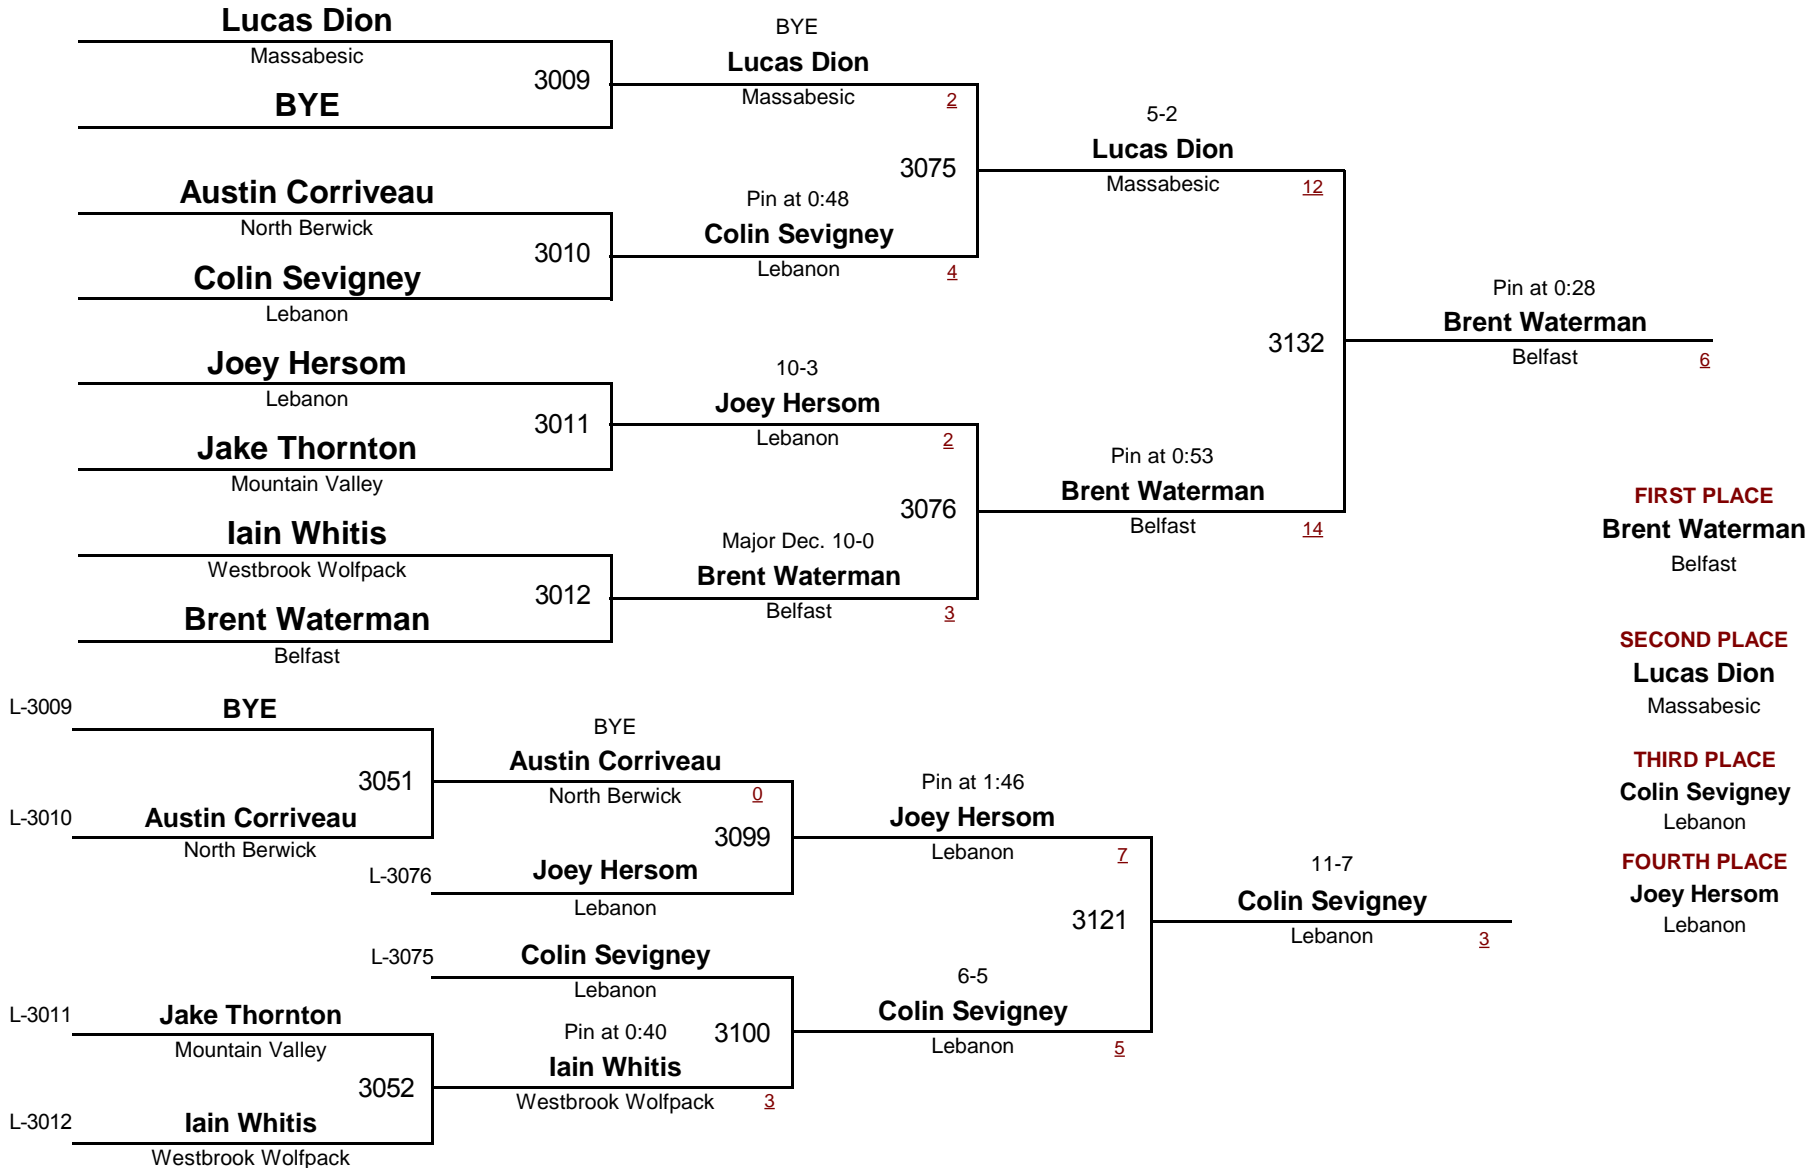 Lucas Dion
Massabesic
3009
BYE
Austin Corriveau
North Berwick
3010
Colin Sevigney
Lebanon
Joey Hersom
Lebanon
3011
Jake Thornton
Mountain Valley
Iain Whitis
Westbrook Wolfpack
3012
Brent Waterman
Belfast
BYE
Lucas Dion
Massabesic
2
3075
Pin at 0:48
Colin Sevigney
Lebanon
4
10-3
Joey Hersom
Lebanon
2
3076
Major Dec. 10-0
Brent Waterman
Belfast
3
5-2
Lucas Dion
Massabesic
12
3132
Pin at 0:53
Brent Waterman
Belfast
14
Pin at 0:28
Brent Waterman
Belfast
6
FIRST PLACE
Brent Waterman
Belfast
SECOND PLACE
Lucas Dion
Massabesic
THIRD PLACE
Colin Sevigney
Lebanon
FOURTH PLACE
Joey Hersom
Lebanon
L-3009
BYE
3051
L-3010
Austin Corriveau
North Berwick
BYE
Austin Corriveau
North Berwick
0
3099
L-3076
Joey Hersom
Lebanon
L-3075
Colin Sevigney
Lebanon
L-3011
Jake Thornton
Mountain Valley
3052
L-3012
Iain Whitis
Westbrook Wolfpack
Pin at 0:40
3100
Iain Whitis
Westbrook Wolfpack
3
Pin at 1:46
Joey Hersom
Lebanon
7
3121
6-5
Colin Sevigney
Lebanon
5
11-7
Colin Sevigney
Lebanon
3